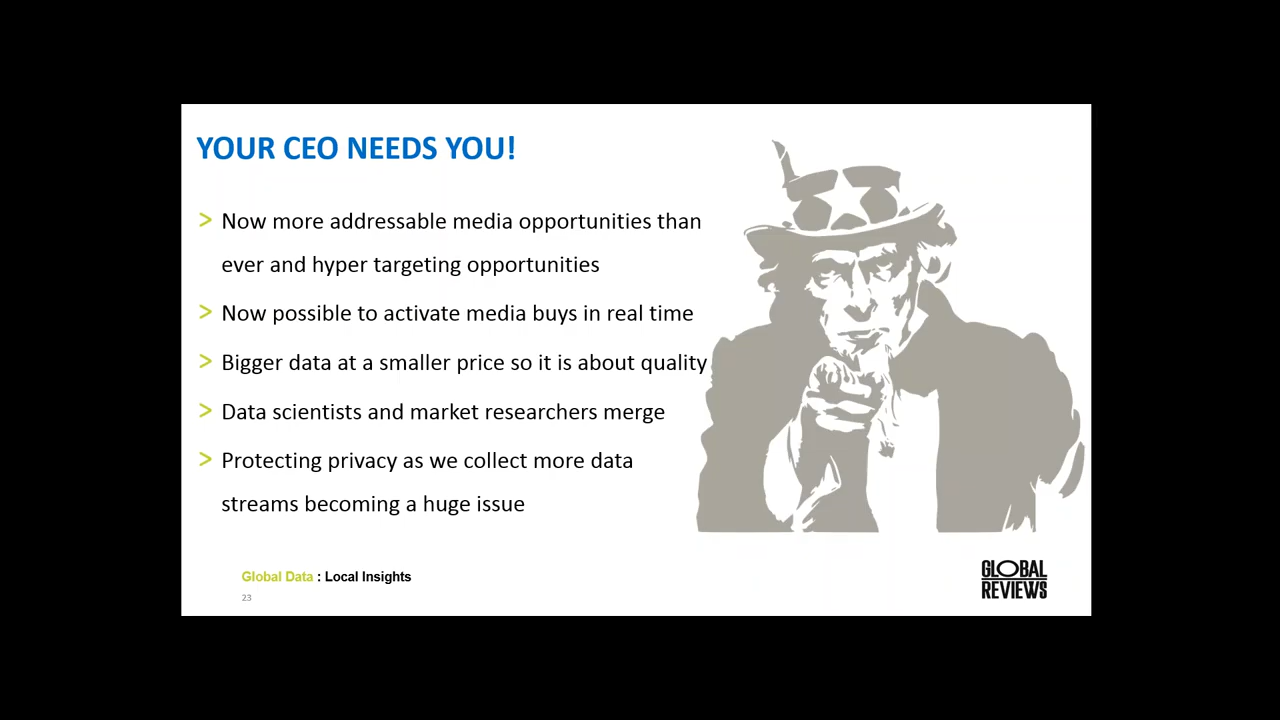 YOUR CEO NEEDS YOU!
> Now more addressable media opportunities than
ever and hyper targeting opportunities
> Now possible to activate media buys in real time
> Bigger data at a smaller price so it is about quality
> Data scientists and market researchers merge
> Protecting privacy as we collect more data
streams becoming a huge issue
Global Data : Local Insights
23
GLOBAL
REVIEWS